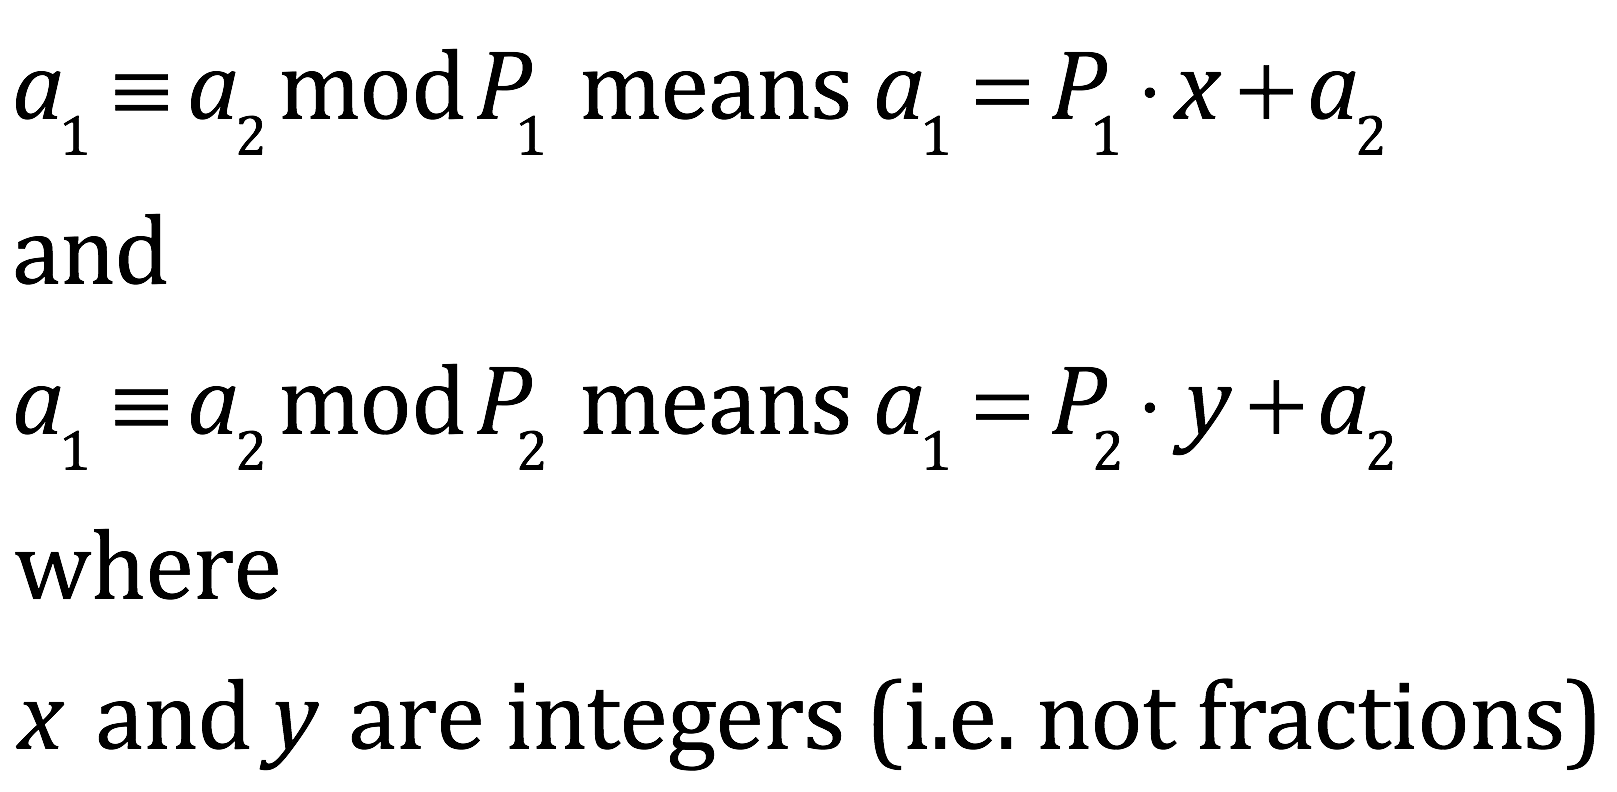 a₁ ≡ a₂ mod P₁ means a₁ = P₁ · x + a₂
and
a₁ ≡ a₂ mod P₂ means a₁ = P₂ · y + a₂
where
x and y are integers (i.e. not fractions)